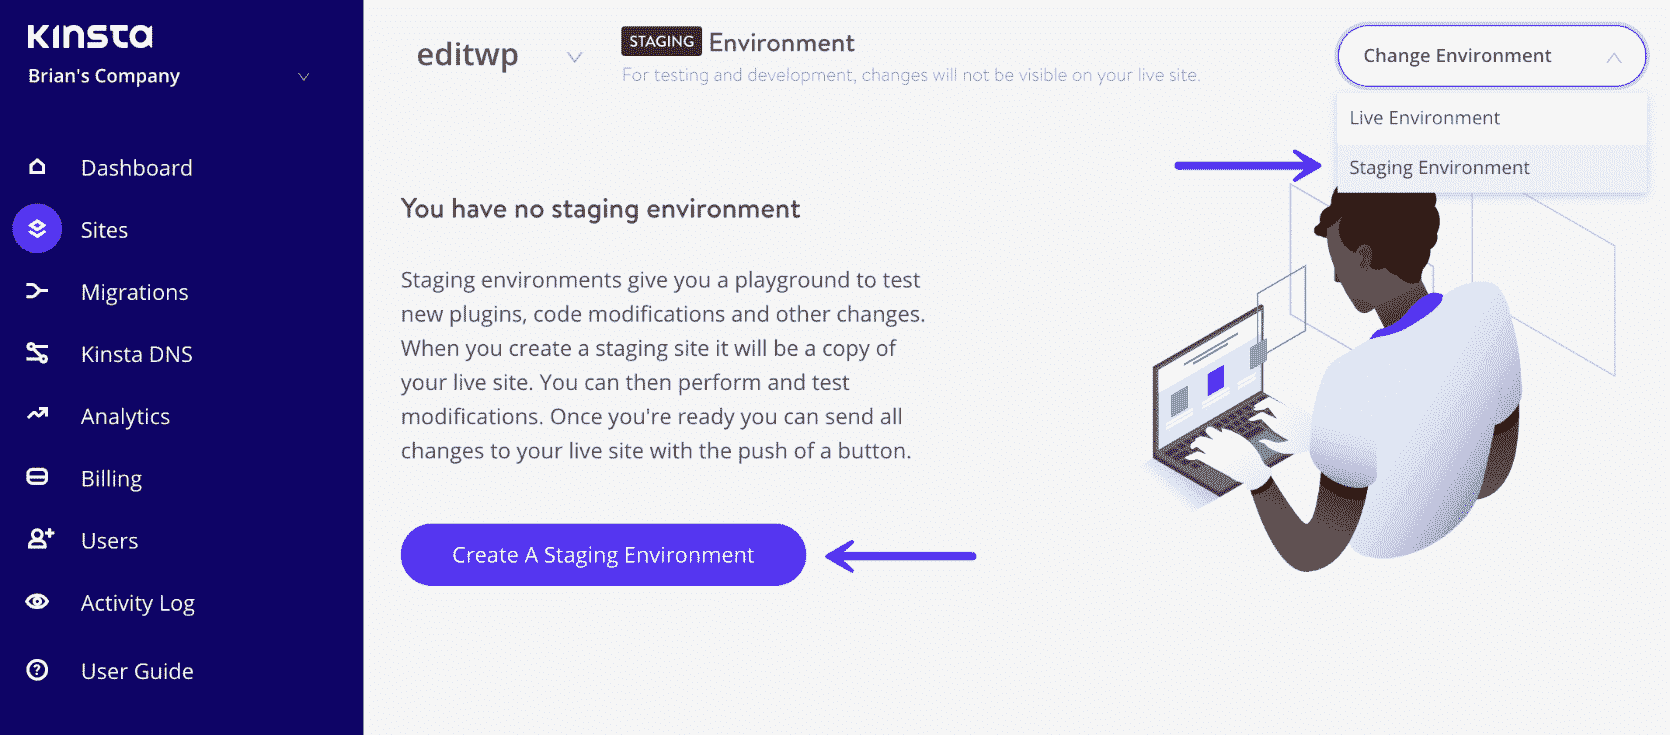 Kinsta
Brian's Company
Dashboard
Sites
Migrations
Kinsta DNS
Analytics
Billing
Users
Activity Log
User Guide
editwp
STAGING Environment
For testing and development, changes will not be visible on your live site.
Change Environment
Live Environment
Staging Environment
You have no staging environment
Staging environments give you a playground to test
new plugins, code modifications and other changes.
When you create a staging site it will be a copy of
your live site. You can then perform and test
modifications. Once you're ready you can send all
changes to your live site with the push of a button.
Create A Staging Environment